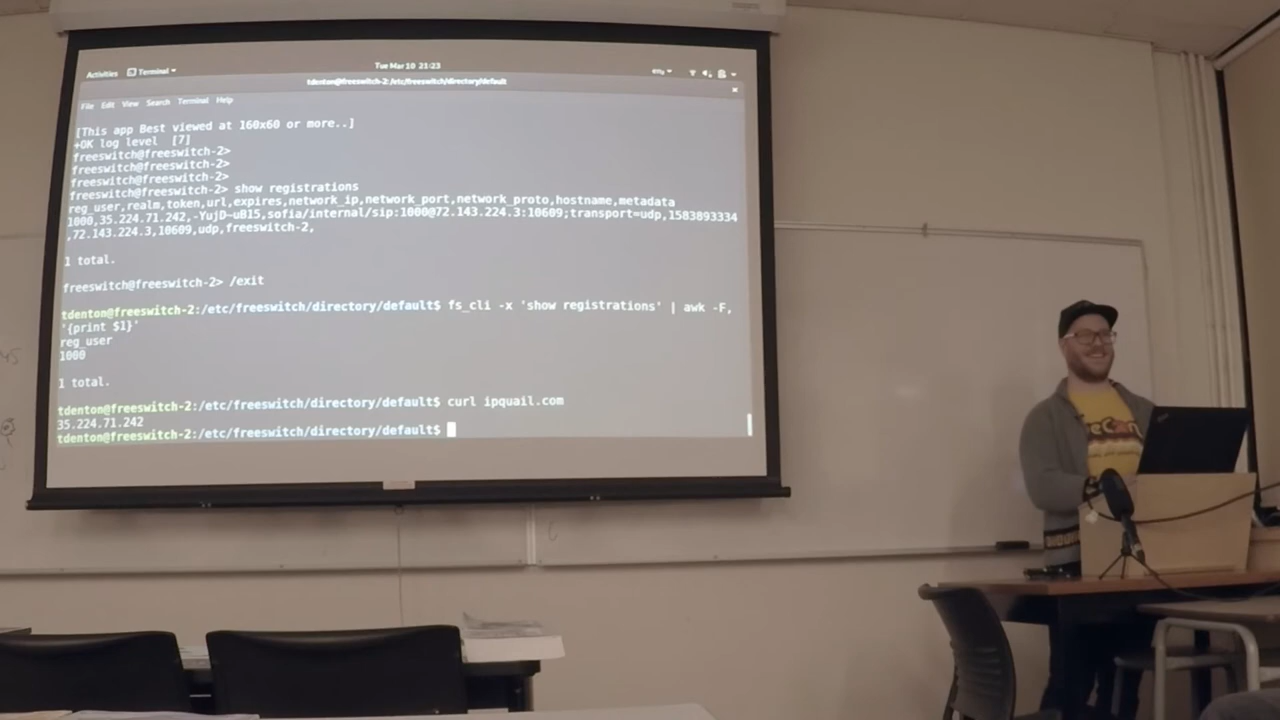 Activities Terminal Tue Mar 10 21:23
tdenton@freeswitch-2: /etc/freeswitch/directory/default
File Edit View Search Terminal Help
[This app Best viewed at 160x60 or more..]
+OK log level [7]
freeswitch@freeswitch-2>
freeswitch@freeswitch-2>
freeswitch@freeswitch-2>
freeswitch@freeswitch-2> show registrations
reg_user,realm,token,url,expires,network_ip,network_port,network_proto,hostname,metadata
1000,35.224.71.242,-YujD-uB15,sofia/internal/sip:1000@72.143.224.3:10609;transport=udp,1583893334
,72.143.224.3,10609,udp,freeswitch-2,
1 total.
freeswitch@freeswitch-2> /exit
tdenton@freeswitch-2:/etc/freeswitch/directory/default$ fs_cli -x 'show registrations' | awk -F,
'{print $1}'
reg_user
1000
1 total.
tdenton@freeswitch-2:/etc/freeswitch/directory/default$ curl ipquail.com
35.224.71.242
tdenton@freeswitch-2:/etc/freeswitch/directory/default$